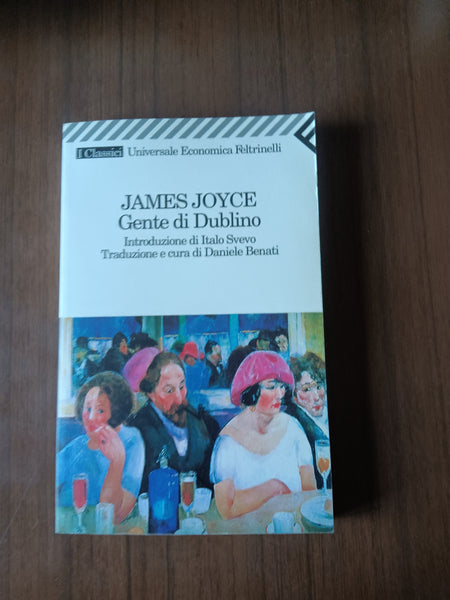 I Classici Universale Economica Feltrinelli
JAMES JOYCE
Gente di Dublino
Introduzione di Italo Svevo
Traduzione e cura di Daniele Benati